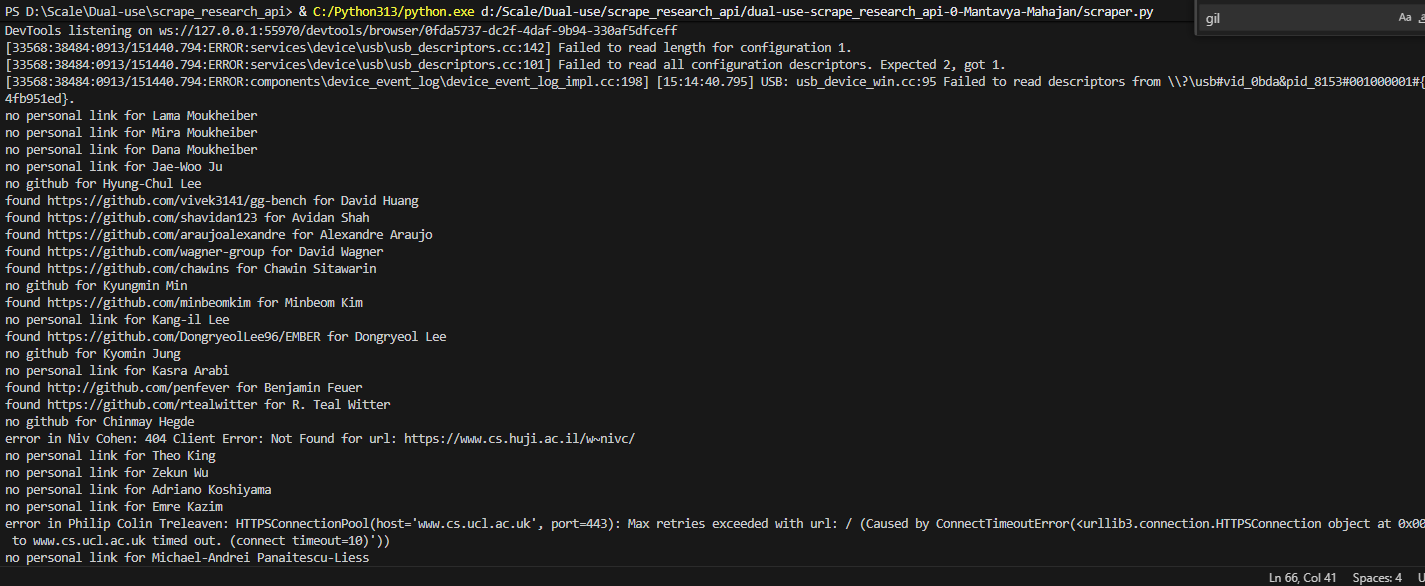 PS D:\Scale\Dual-use\scrape_research_api> & C:/Python313/python.exe d:/Scale/Dual-use/scrape_research_api/dual-use-scrape_research_api-0-Mantavya-Mahajan/scraper.py
gil
Aa
DevTools listening on ws://127.0.0.1:55970/devtools/browser/0fda5737-dc2f-4daf-9b94-330af5dfceff
[33568:38484:0913/151440.794:ERROR:services\device\usb\usb_descriptors.cc:142] Failed to read length for configuration 1.
[33568:38484:0913/151440.794:ERROR:services\device\usb\usb_descriptors.cc:101] Failed to read all configuration descriptors. Expected 2, got 1.
[33568:38484:0913/151440.794:ERROR:components\device_event_log\device_event_log_impl.cc:198] [15:14:40.795] USB: usb_device_win.cc:95 Failed to read descriptors from \\?\usb#vid_0bda&pid_8153#001000001#{
4fb951ed}.
no personal link for Lama Moukheiber
no personal link for Mira Moukheiber
no personal link for Dana Moukheiber
no personal link for Jae-Woo Ju
no github for Hyung-Chul Lee
found https://github.com/vivek3141/gg-bench for David Huang
found https://github.com/shavidan123 for Avidan Shah
found https://github.com/araujoalexandre for Alexandre Araujo
found https://github.com/wagner-group for David Wagner
found https://github.com/chawins for Chawin Sitawarin
no github for Kyungmin Min
found https://github.com/minbeomkim for Minbeom Kim
no personal link for Kang-il Lee
found https://github.com/DongryeolLee96/EMBER for Dongryeol Lee
no github for Kyomin Jung
no personal link for Kasra Arabi
found http://github.com/penfever for Benjamin Feuer
found https://github.com/rtealwitter for R. Teal Witter
no github for Chinmay Hegde
error in Niv Cohen: 404 Client Error: Not Found for url: https://www.cs.huji.ac.il/w~nivc/
no personal link for Theo King
no personal link for Zekun Wu
no personal link for Adriano Koshiyama
no personal link for Emre Kazim
error in Philip Colin Treleaven: HTTPSConnectionPool(host='www.cs.ucl.ac.uk', port=443): Max retries exceeded with url: / (Caused by ConnectTimeoutError(<urllib3.connection.HTTPSConnection object at 0x00
to www.cs.ucl.ac.uk timed out. (connect timeout=10)'))
no personal link for Michael-Andrei Panaitescu-Liess
Ln 66, Col 41 Spaces: 4